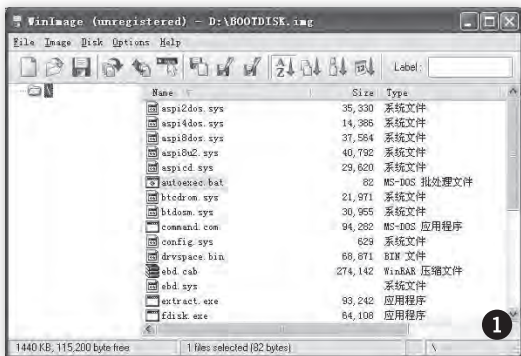 WinImage (unregistered) - D:\BOOTDISK.img
File Image Disk Options Help
Label:
\
Name Size Type
aspi2dos.sys 35,330 系统文件
aspi4dos.sys 14,386 系统文件
aspi8dos.sys 37,564 系统文件
aspi8u2.sys 40,792 系统文件
aspicd.sys 29,620 系统文件
autoexec.bat 82 MS-DOS 批处理文件
btcdrom.sys 21,971 系统文件
btdosm.sys 30,955 系统文件
command.com 94,282 MS-DOS 应用程序
config.sys 629 系统文件
drvspace.bin 68,871 BIN 文件
ebd.cab 274,142 WinRAR 压缩文件
ebd.sys 系统文件
extract.exe 93,242 应用程序
fdisk.exe 64,108 应用程序
1440 KB, 115,200 byte free 1 files selected (82 bytes) \
1